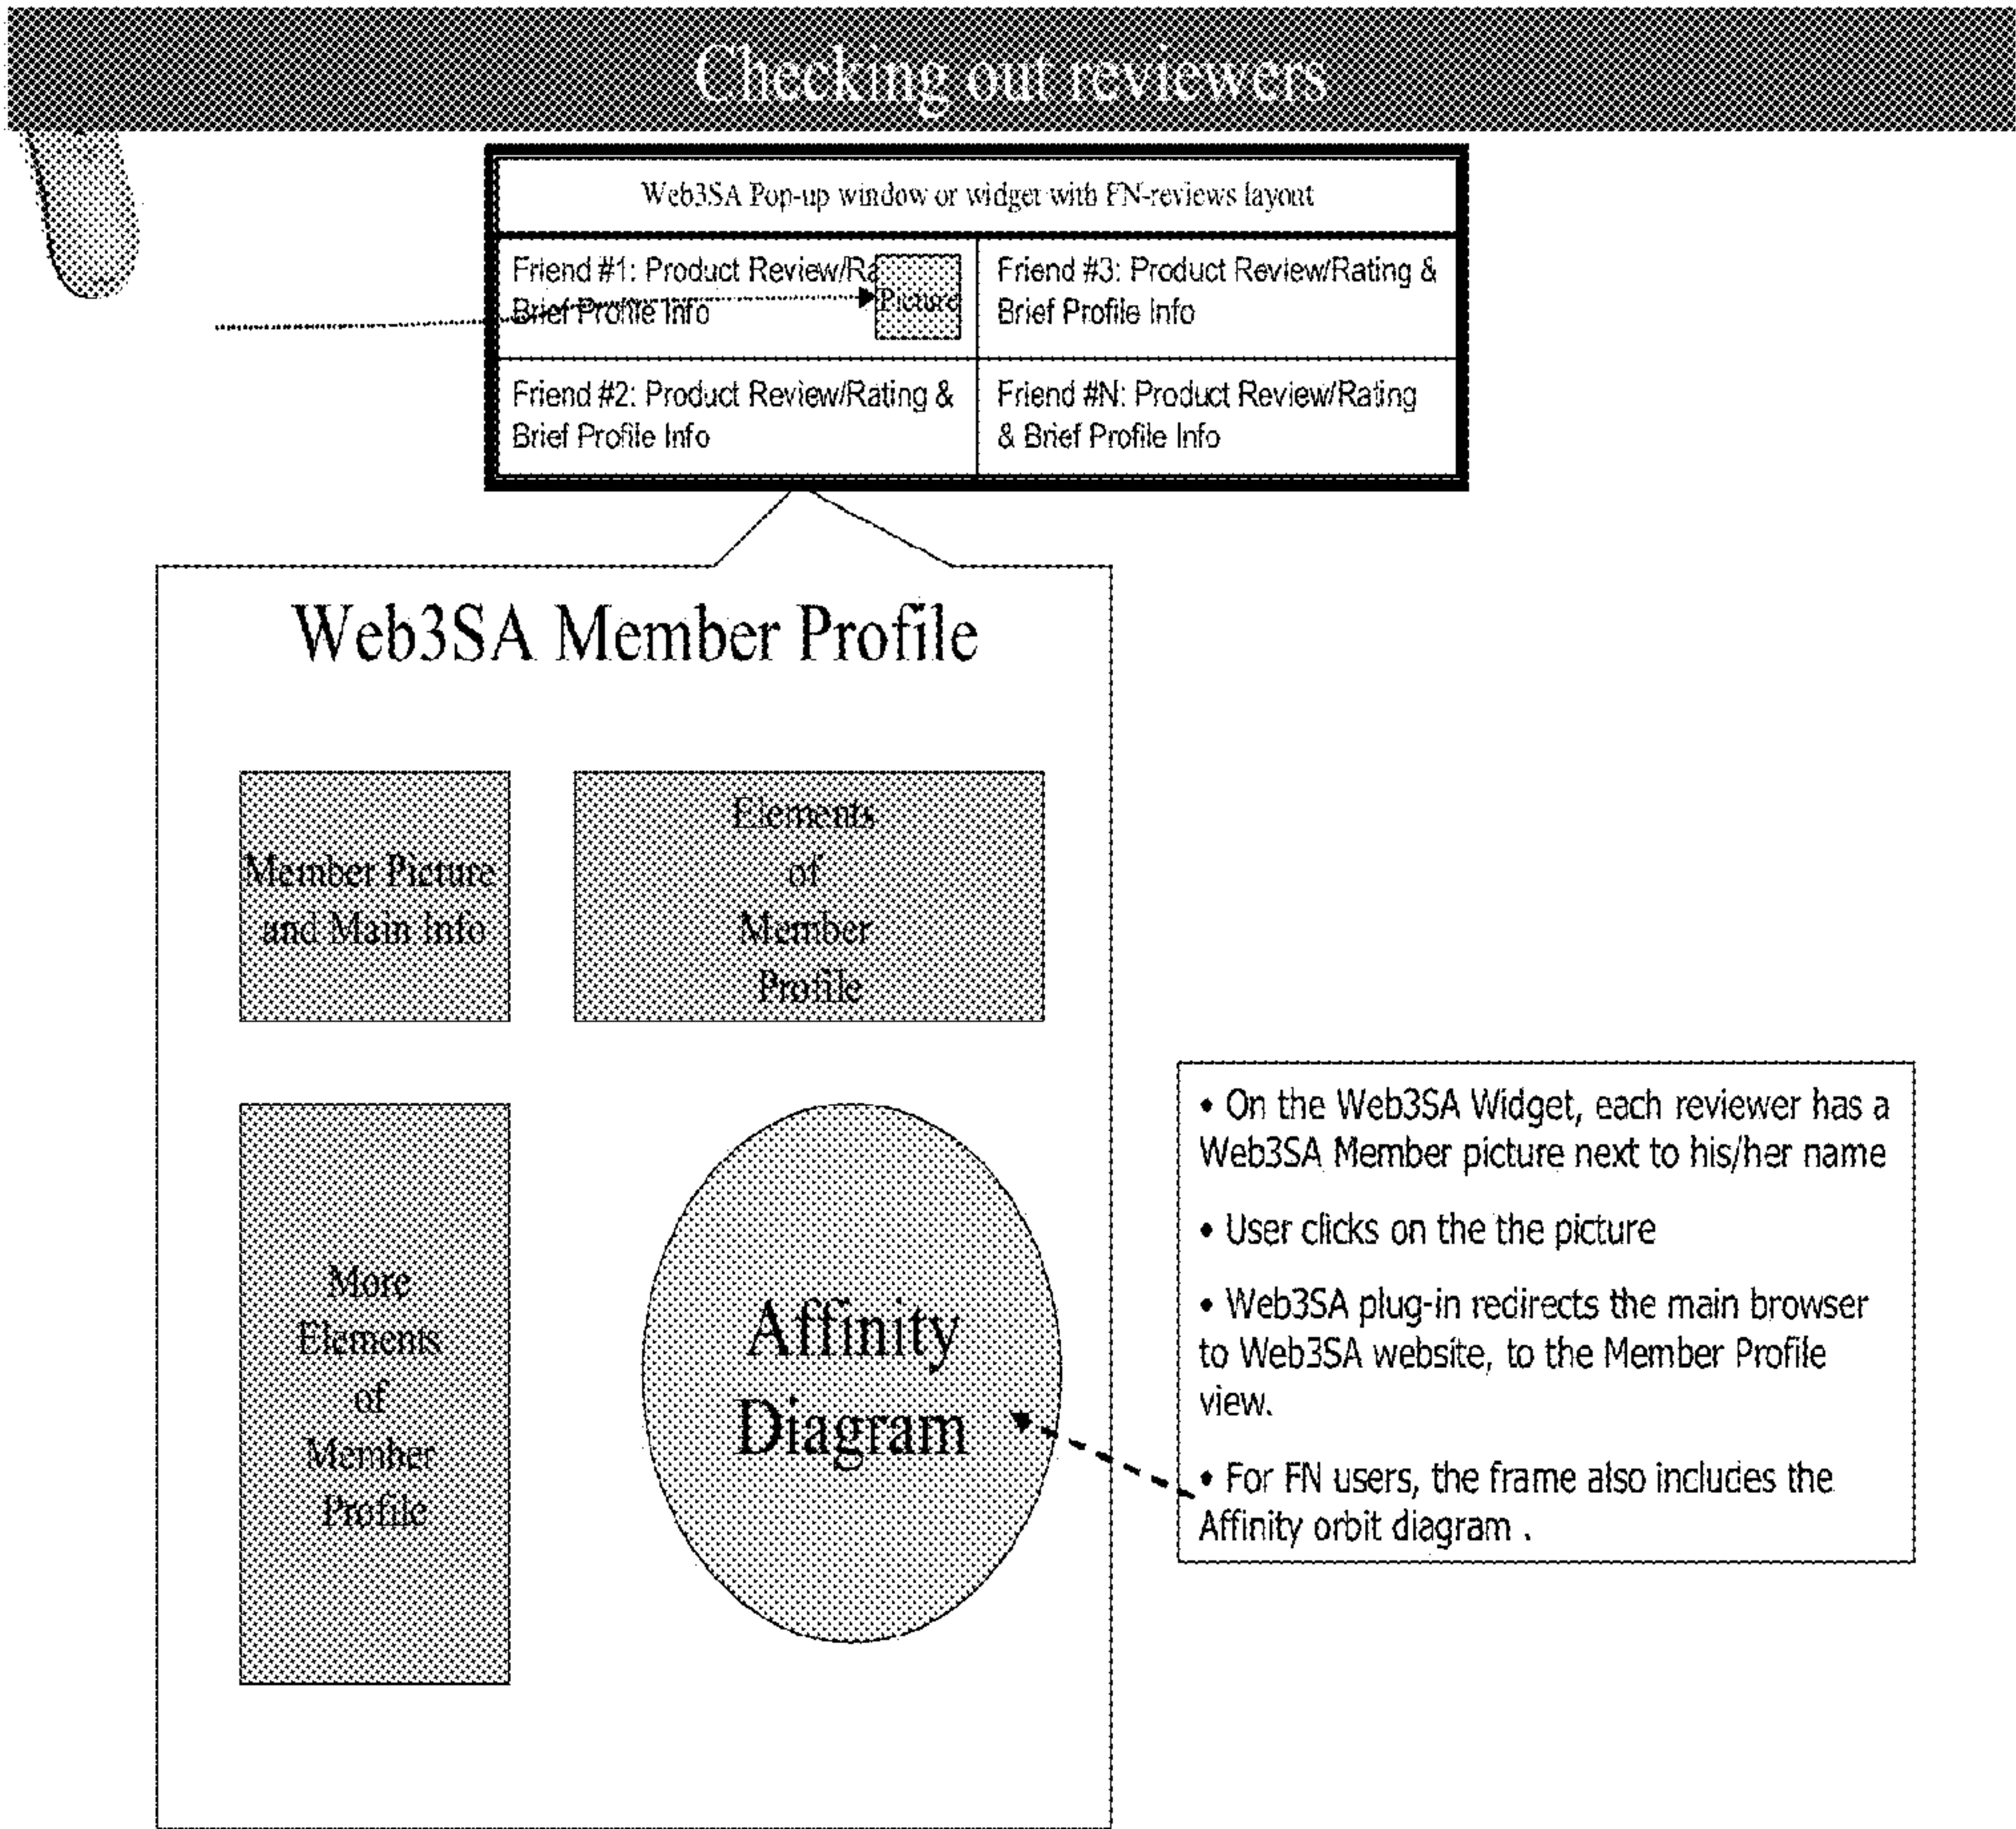 Checking out reviewers
Web3SA Pop-up window or widget with FN-reviews layout
Friend #1: Product Review/Ra
Brief Profile Info
Picture
Friend #3: Product Review/Rating &
Brief Profile Info
Friend #2: Product Review/Rating &
Brief Profile Info
Friend #N: Product Review/Rating
& Brief Profile Info
Web3SA Member Profile
Member Picture
and Main Info
Elements
of
Member
Profile
More
Elements
of
Member
Profile
Affinity
Diagram
• On the Web3SA Widget, each reviewer has a
Web3SA Member picture next to his/her name
• User clicks on the the picture
• Web3SA plug-in redirects the main browser
to Web3SA website, to the Member Profile
view.
• For FN users, the frame also includes the
Affinity orbit diagram .